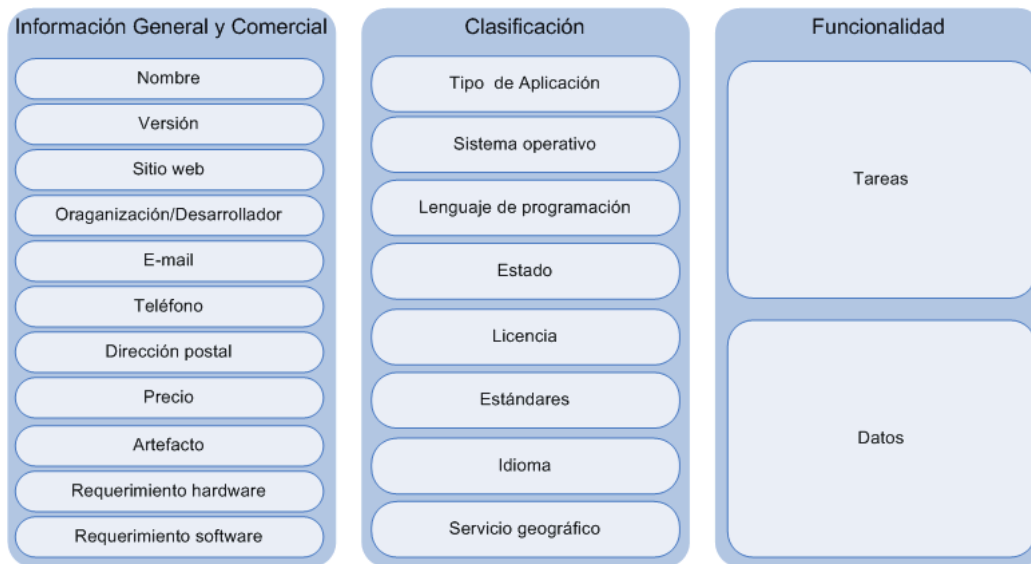 Información General y Comercial
Nombre
Versión
Sitio web
Oraganización/Desarrollador
E-mail
Teléfono
Dirección postal
Precio
Artefacto
Requerimiento hardware
Requerimiento software
Clasificación
Tipo de Aplicación
Sistema operativo
Lenguaje de programación
Estado
Licencia
Estándares
Idioma
Servicio geográfico
Funcionalidad
Tareas
Datos